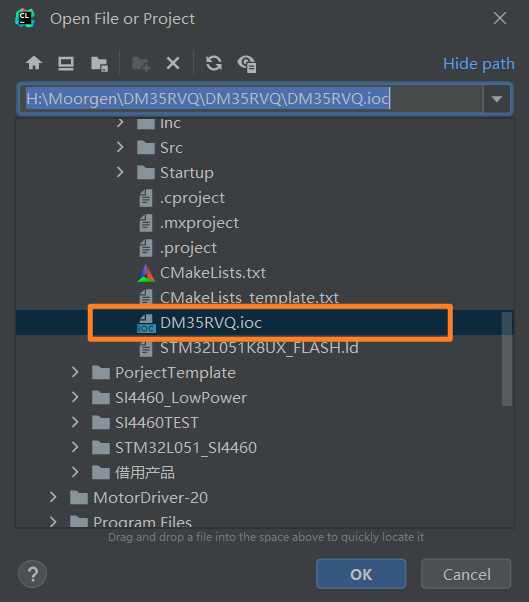 CL
Open File or Project
Hide path
H:\Moorgen\DM35RVQ\DM35RVQ\DM35RVQ.ioc
Inc
Src
Startup
.cproject
.mxproject
.project
CMakeLists.txt
CMakeLists_template.txt
IOC DM35RVQ.ioc
STM32L051K8UX_FLASH.ld
PorjectTemplate
SI4460_LowPower
SI4460TEST
STM32L051_SI4460
借用产品
MotorDriver-20
Program Files
Drag and drop a file into the space above to quickly locate it
?
OK
Cancel